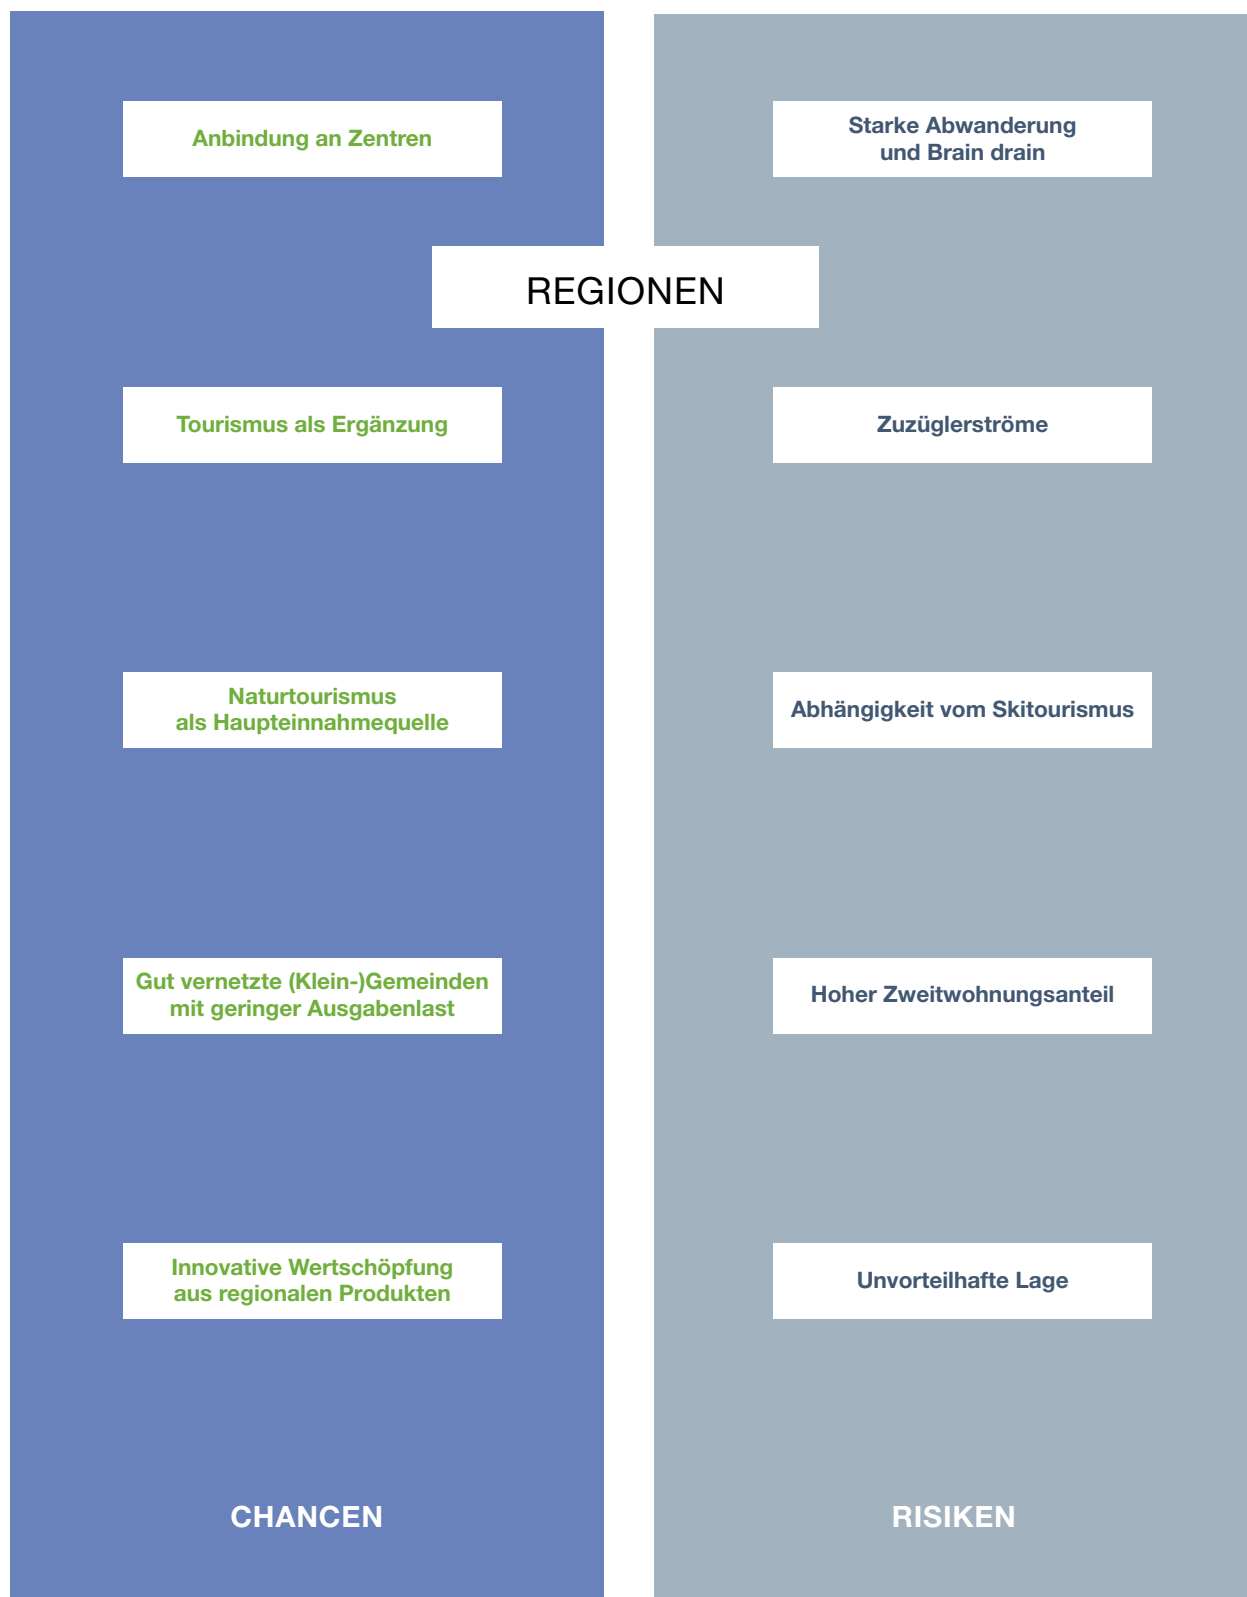 Anbindung an Zentren
Starke Abwanderung
und Brain drain
REGIONEN
Tourismus als Ergänzung
Zuzüglerströme
Naturtourismus
als Haupteinnahmequelle
Abhängigkeit vom Skitourismus
Gut vernetzte (Klein-)Gemeinden
mit geringer Ausgabenlast
Hoher Zweitwohnungsanteil
Innovative Wertschöpfung
aus regionalen Produkten
Unvorteilhafte Lage
CHANCEN
RISIKEN